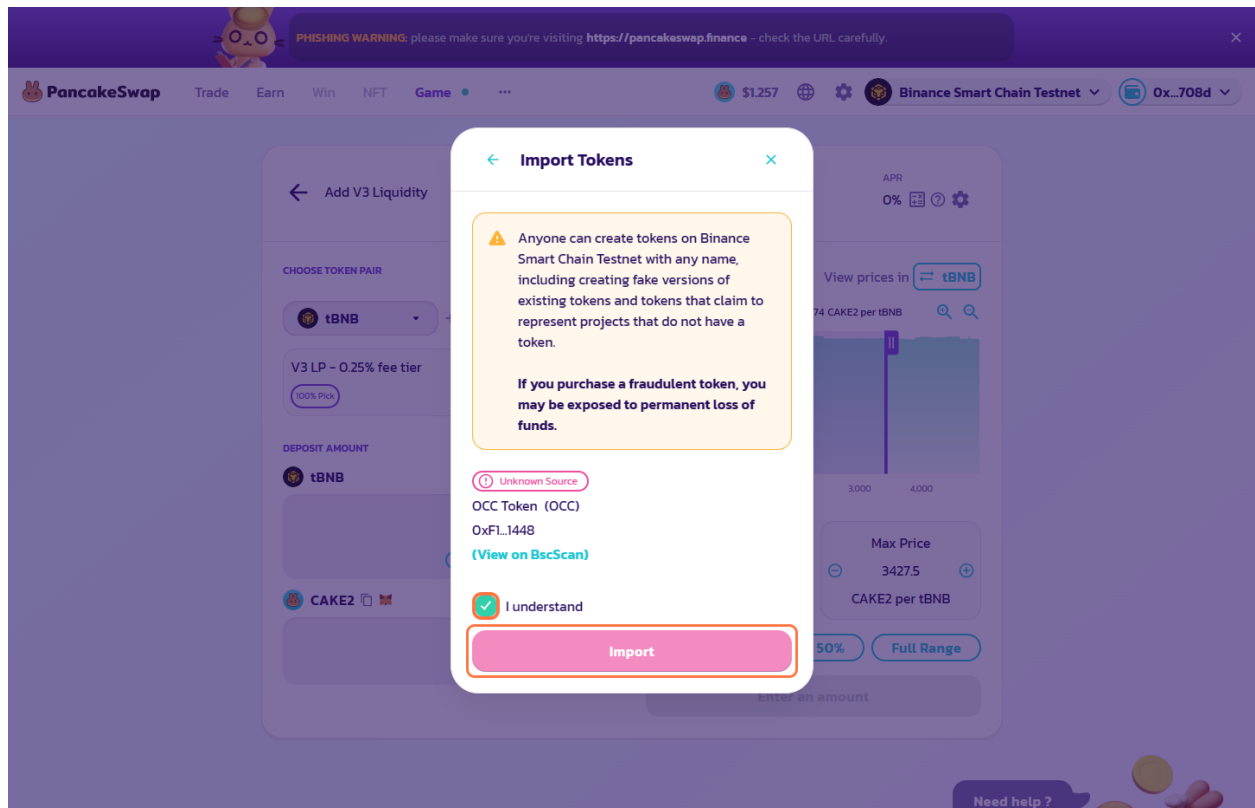 PHISHING WARNING: please make sure you're visiting https://pancakeswap.finance - check the URL carefully.
PancakeSwap Trade Earn Win NFT Game ... $1.257 Binance Smart Chain Testnet 0x...708d
Import Tokens
Add V3 Liquidity
APR
0%
Anyone can create tokens on Binance
Smart Chain Testnet with any name,
including creating fake versions of
existing tokens and tokens that claim to
represent projects that do not have a
token.
If you purchase a fraudulent token, you
may be exposed to permanent loss of
funds.
CHOOSE TOKEN PAIR
tBNB
V3 LP - 0.25% fee tier
100% Pick
DEPOSIT AMOUNT
tBNB
CAKE2
Unknown Source
OCC Token (OCC)
0xF1...1448
(View on BscScan)
I understand
Import
View prices in tBNB
74 CAKE2 per tBNB
3,000 4,000
Max Price
3427.5
CAKE2 per tBNB
50% Full Range
Enter an amount
Need help ?